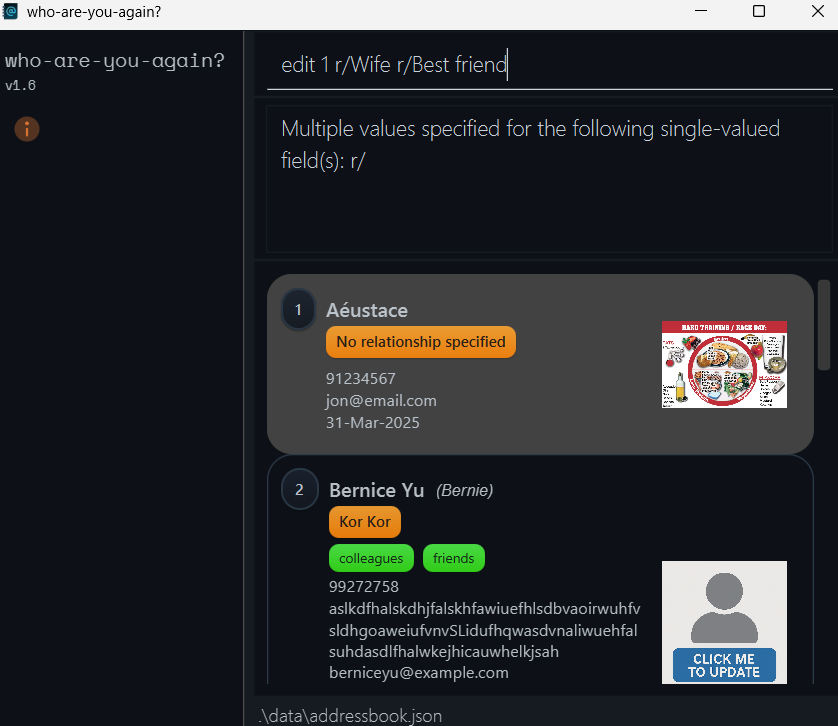 who-are-you-again?
who-are-you-again?
v1.6
edit 1 r/Wife r/Best friend
Multiple values specified for the following single-valued
field(s): r/
1
Aéustace
No relationship specified
91234567
jon@email.com
31-Mar-2025
HARD TRAINING / RACE DAY:
2
Bernice Yu (Bernie)
Kor Kor
colleagues friends
99272758
aslkdfhalskdhjfalskhfawiuefhlsdbvaoirwuhfv
sldhgoaweiufvnvSLidufhqwasdvnaliwuehfal
suhdasdlfhalwkejhicauwhelkjsah
berniceyu@example.com
CLICK ME
TO UPDATE
.\data\addressbook.json